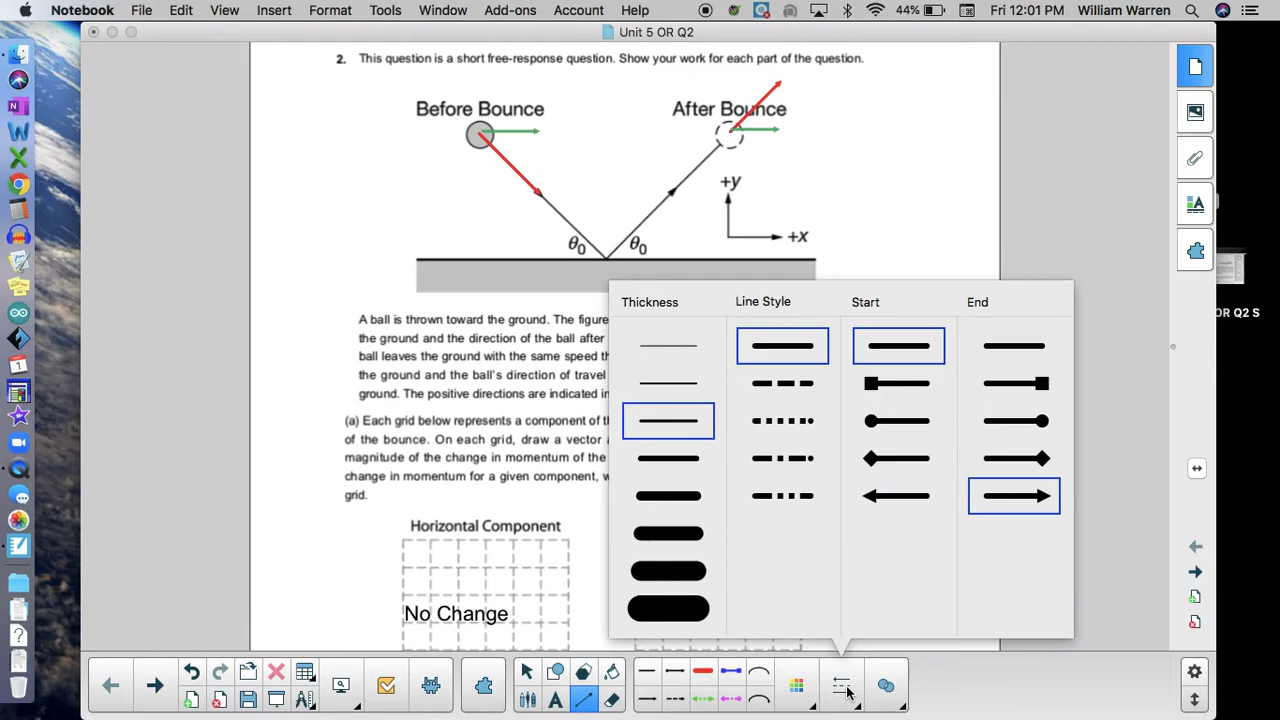 Notebook File Edit View Insert Format Tools Window Add-ons Account Help 44% Fri 12:01 PM William Warren
Unit 5 OR Q2
2. This question is a short free-response question. Show your work for each part of the question.
Before Bounce
After Bounce
+y
+x
θ0 θ0
Thickness Line Style Start End
A ball is thrown toward the ground. The figure
the ground and the direction of the ball after
ball leaves the ground with the same speed th
the ground and the ball's direction of travel
ground. The positive directions are indicated in
(a) Each grid below represents a component of th
of the bounce. On each grid, draw a vector a
magnitude of the change in momentum of the
change in momentum for a given component, w
grid.
Horizontal Component
No Change
OR Q2 S